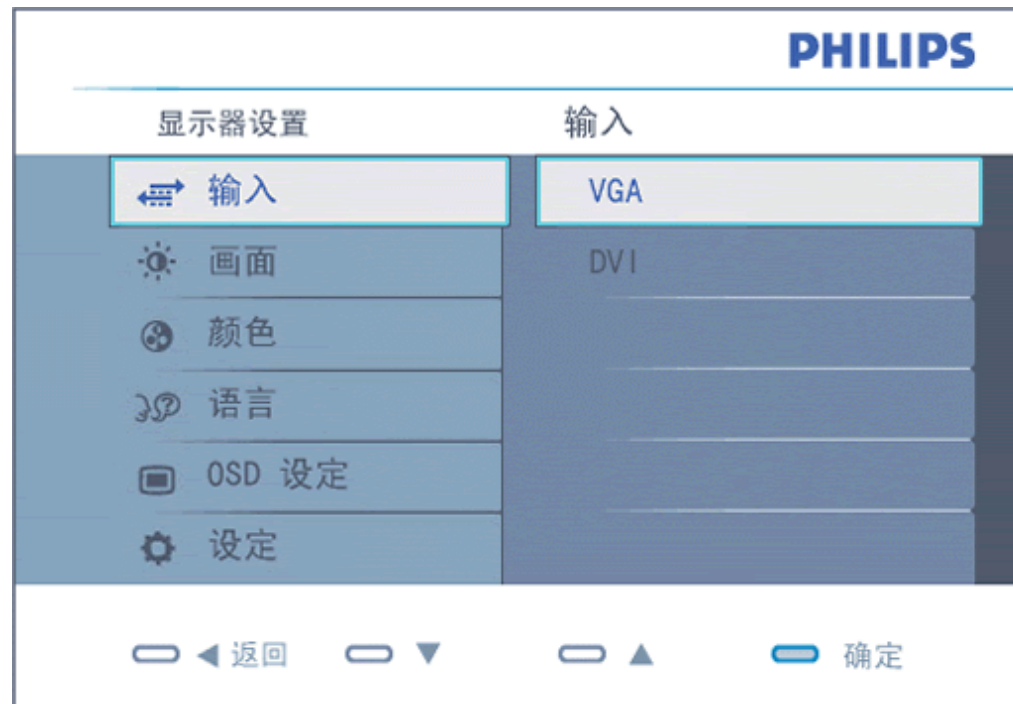 PHILIPS
显示器设置 输入
输入 VGA
画面 DVI
颜色
语言
OSD 设定
设定
◀ 返回 ▼ ▲ 确定